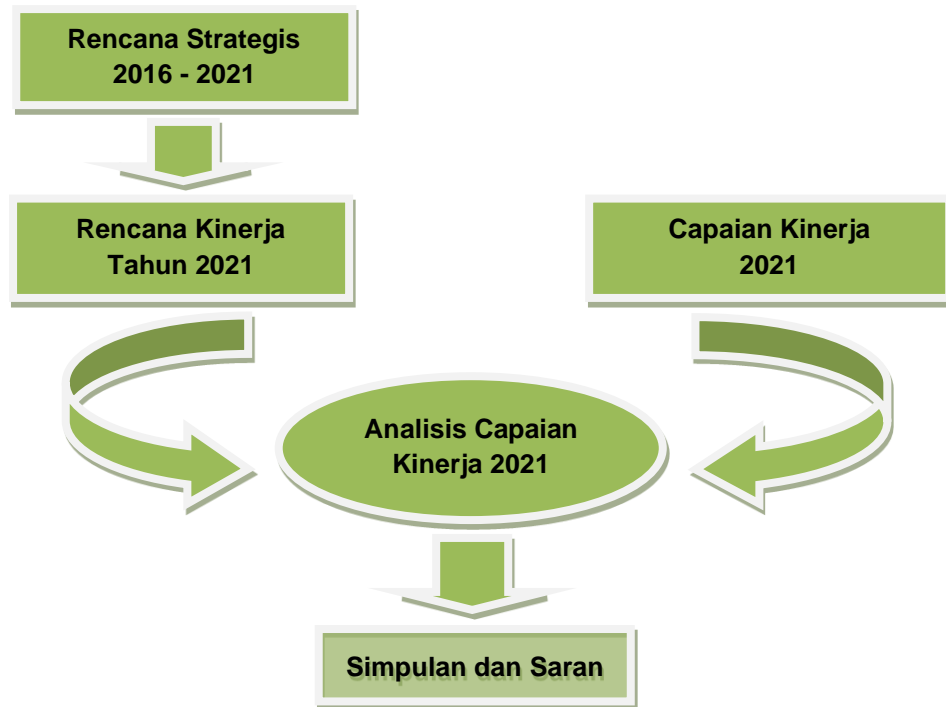 Rencana Strategis
2016 - 2021
Rencana Kinerja
Tahun 2021
Capaian Kinerja
2021
Analisis Capaian
Kinerja 2021
Simpulan dan Saran